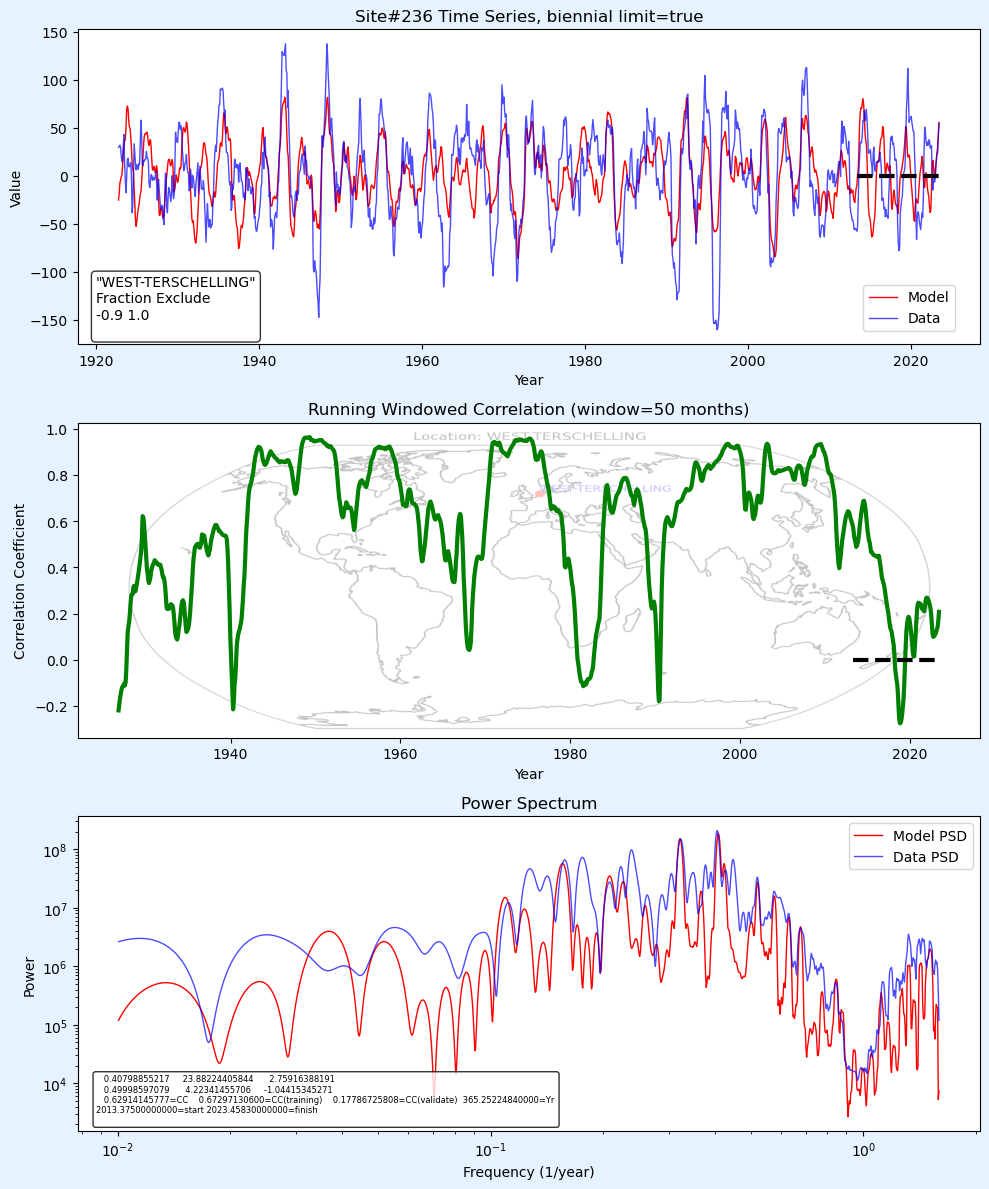 Site#236 Time Series, biennial limit=true
150
100
50
0
−50
−100
−150
Value
"WEST-TERSCHELLING"
Fraction Exclude
-0.9 1.0
Model
Data
1920
1940
1960
1980
2000
2020
Year
Running Windowed Correlation (window=50 months)
Location: WEST-TERSCHELLING
WEST-TERSCHELLING
1.0
0.8
0.6
0.4
0.2
0.0
−0.2
Correlation Coefficient
1940
1960
1980
2000
2020
Year
Power Spectrum
Model PSD
Data PSD
10⁸
10⁷
10⁶
10⁵
10⁴
Power
0.40798855217 23.88224405844 2.75916388191
0.49998597079 4.22341455706 -1.04415345271
0.62914145777=CC 0.67297130600=CC(training) 0.17786725808=CC(validate) 365.25224840000=Yr
2013.37500000000=start 2023.45830000000=finish
10⁻²
10⁻¹
10⁰
Frequency (1/year)